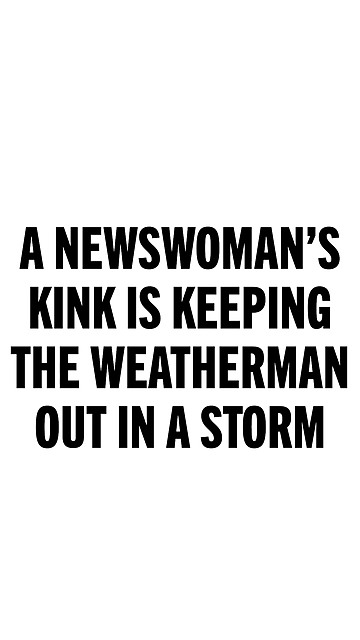 A NEWSWOMAN’S
KINK IS KEEPING
THE WEATHERMAN
OUT IN A STORM